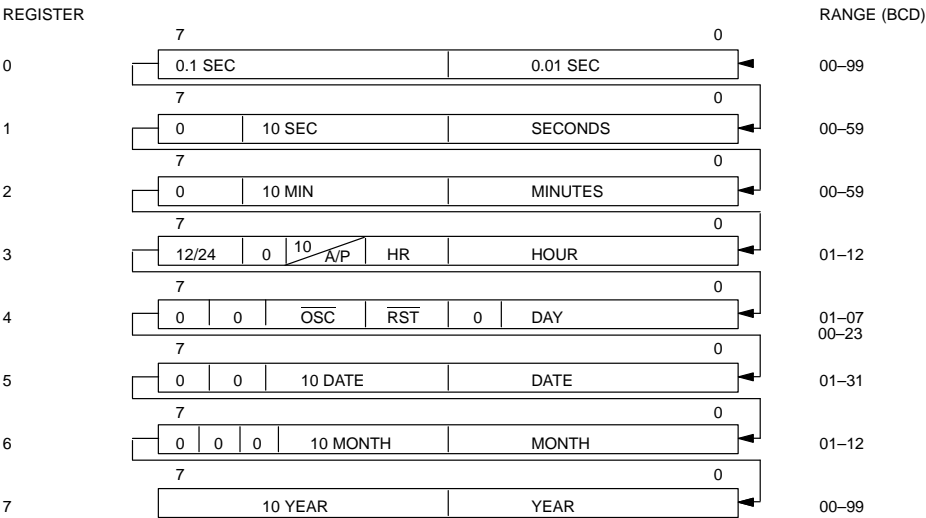 REGISTER RANGE (BCD)
7 0
0 0.1 SEC 0.01 SEC 00–99
7 0
1 0 10 SEC SECONDS 00–59
7 0
2 0 10 MIN MINUTES 00–59
7 0
3 12/24 0 10 A/P HR HOUR 01–12
7 0
4 0 0 OSC RST 0 DAY 01–07
00–23
7 0
5 0 0 10 DATE DATE 01–31
7 0
6 0 0 0 10 MONTH MONTH 01–12
7 0
7 10 YEAR YEAR 00–99